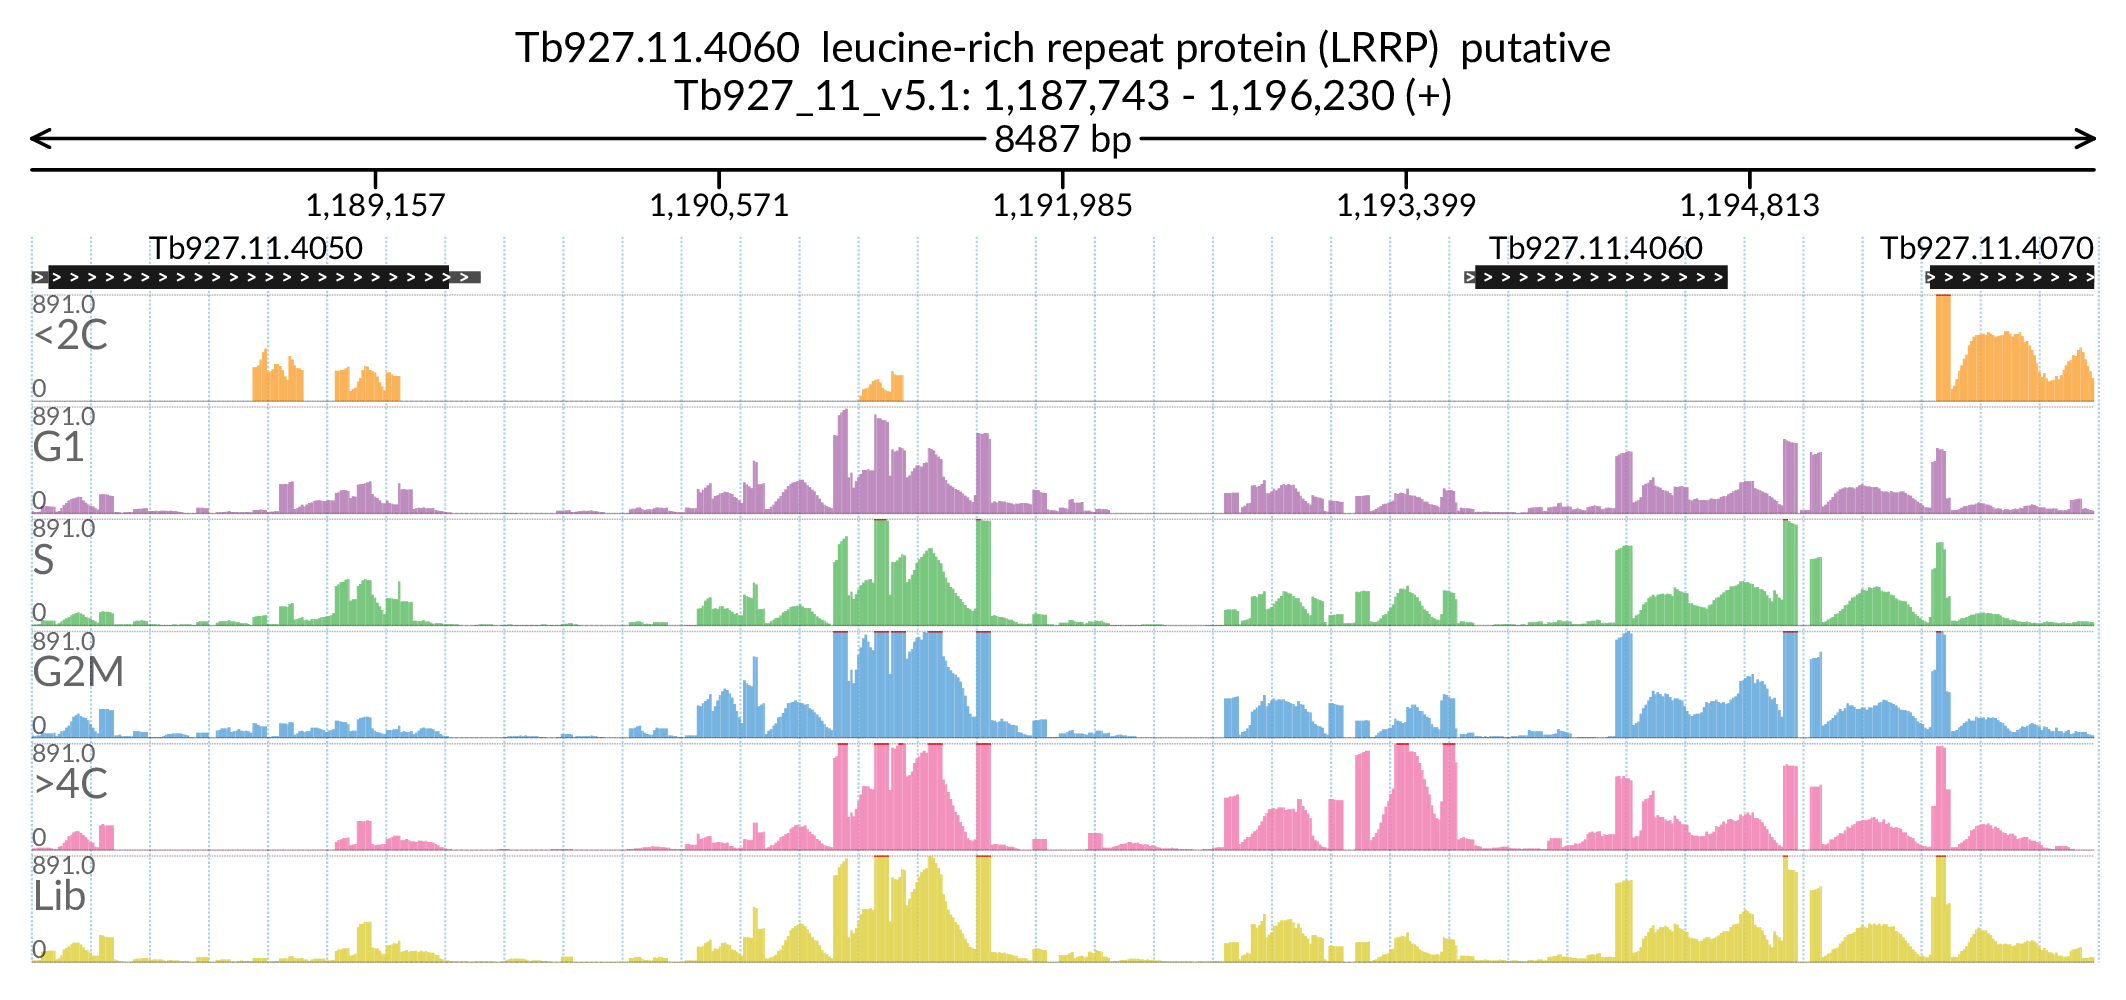 Tb927.11.4060 leucine-rich repeat protein (LRRP) putative
Tb927_11_v5.1: 1,187,743 - 1,196,230 (+)
8487 bp
1,189,157 1,190,571 1,191,985 1,193,399 1,194,813
Tb927.11.4050 Tb927.11.4060 Tb927.11.4070
891.0
<2C
0
891.0
G1
0
891.0
S
0
891.0
G2M
0
891.0
>4C
0
891.0
Lib
0